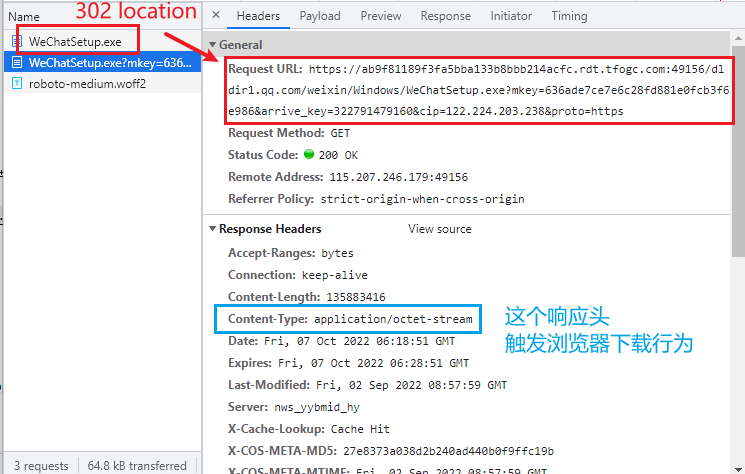 302 location
Name
WeChatSetup.exe
WeChatSetup.exe?mkey=636...
roboto-medium.woff2
3 requests
64.8 kB transferred
× Headers Payload Preview Response Initiator Timing
General
Request URL: https://ab9f81189f3fa5bba133b8bbb214acfc.rdt.tfogc.com:49156/dl
dir1.qq.com/weixin/Windows/WeChatSetup.exe?mkey=636ade7ce7e6c28fd881e0fcb3f6
e986&arrive_key=322791479160&cip=122.224.203.238&proto=https
Request Method: GET
Status Code: 200 OK
Remote Address: 115.207.246.179:49156
Referrer Policy: strict-origin-when-cross-origin
Response Headers View source
Accept-Ranges: bytes
Connection: keep-alive
Content-Length: 135883416
Content-Type: application/octet-stream
这个响应头
触发浏览器下载行为
Date: Fri, 07 Oct 2022 06:18:51 GMT
Expires: Fri, 07 Oct 2022 06:28:51 GMT
Last-Modified: Fri, 02 Sep 2022 08:57:59 GMT
Server: nws_yybmid_hy
X-Cache-Lookup: Cache Hit
X-COS-META-MD5: 27e8373a038d2b240ad440b0f9ffc19b
X-COS-META-MTIME: Fri, 02 Sep 2022 08:57:59 GMT